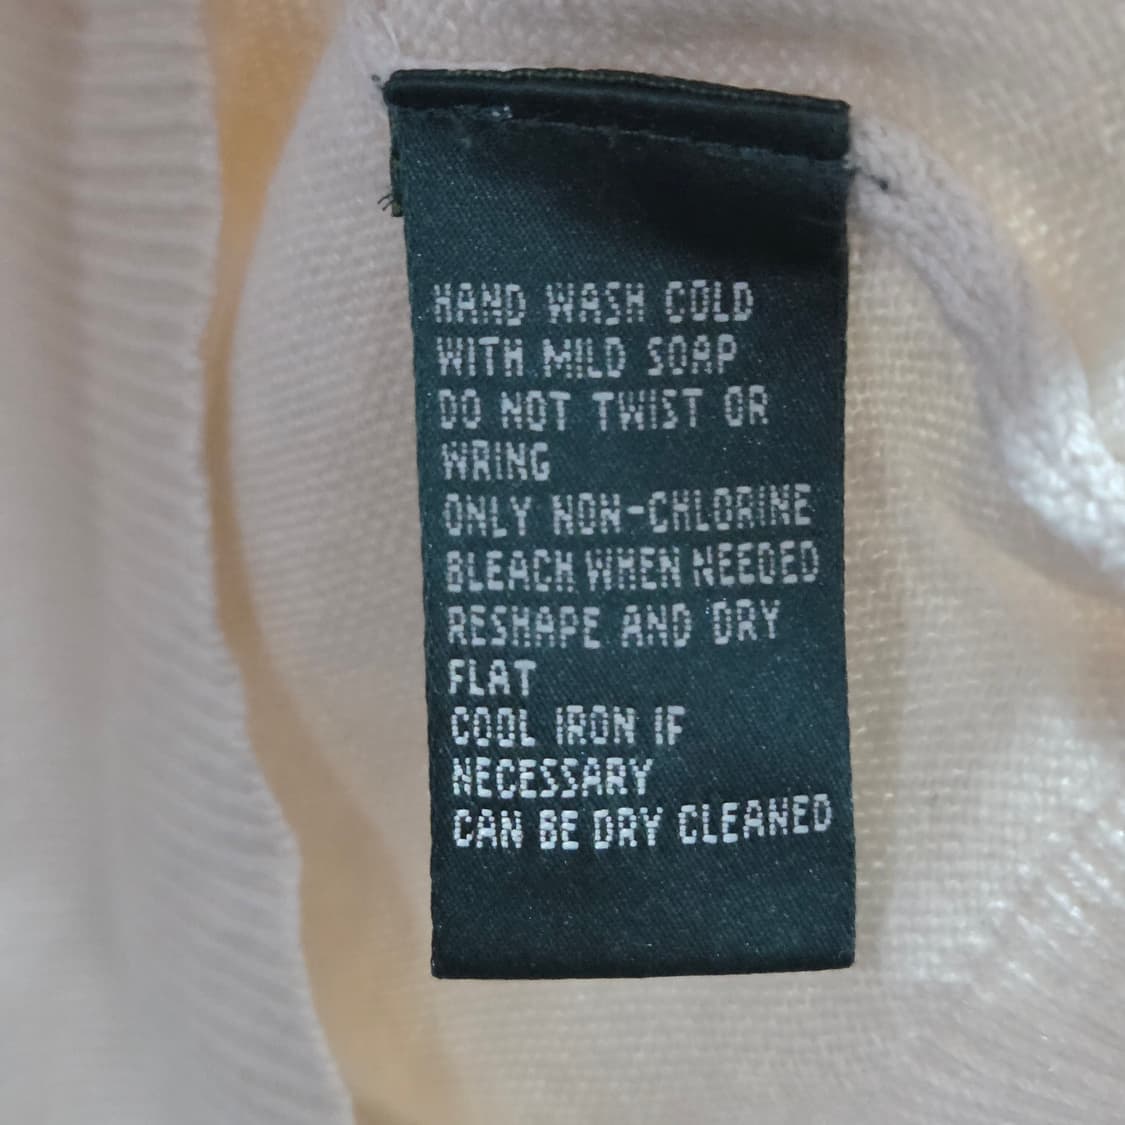 HAND WASH COLD
WITH MILD SOAP
DO NOT TWIST OR
WRING
ONLY NON-CHLORINE
BLEACH WHEN NEEDED
RESHAPE AND DRY
FLAT
COOL IRON IF
NECESSARY
CAN BE DRY CLEANED